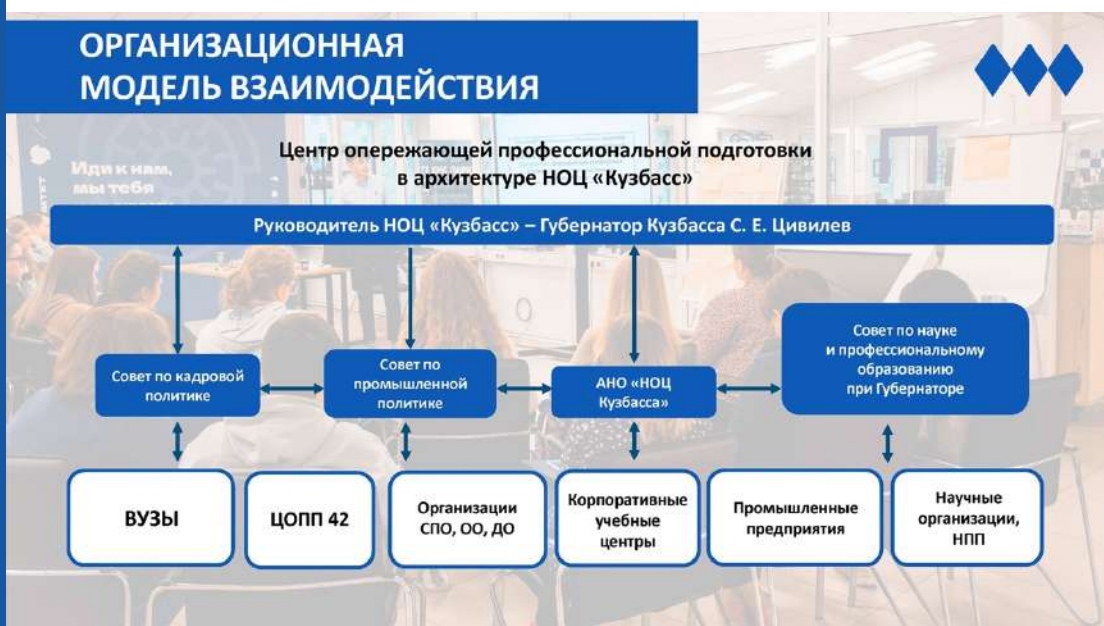 ОРГАНИЗАЦИОННАЯ
МОДЕЛЬ ВЗАИМОДЕЙСТВИЯ
Иди к нам,
мы тебя
Центр опережающей профессиональной подготовки
в архитектуре НОЦ «Кузбасс»
Руководитель НОЦ «Кузбасс» – Губернатор Кузбасса С. Е. Цивилев
Совет по кадровой
политике
Совет по
промышленной
политике
АНО «НОЦ
Кузбасса»
Совет по науке
и профессиональному
образованию
при Губернаторе
ВУЗЫ
ЦОПП 42
Организации
СПО, ОО, ДО
Корпоративные
учебные
центры
Промышленные
предприятия
Научные
организации,
НПП